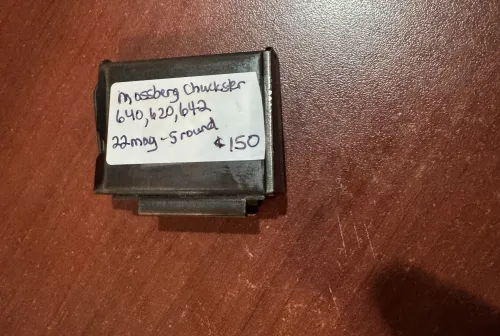 Mossberg Chuckster
640, 620, 642
22mag - 5 round
$150